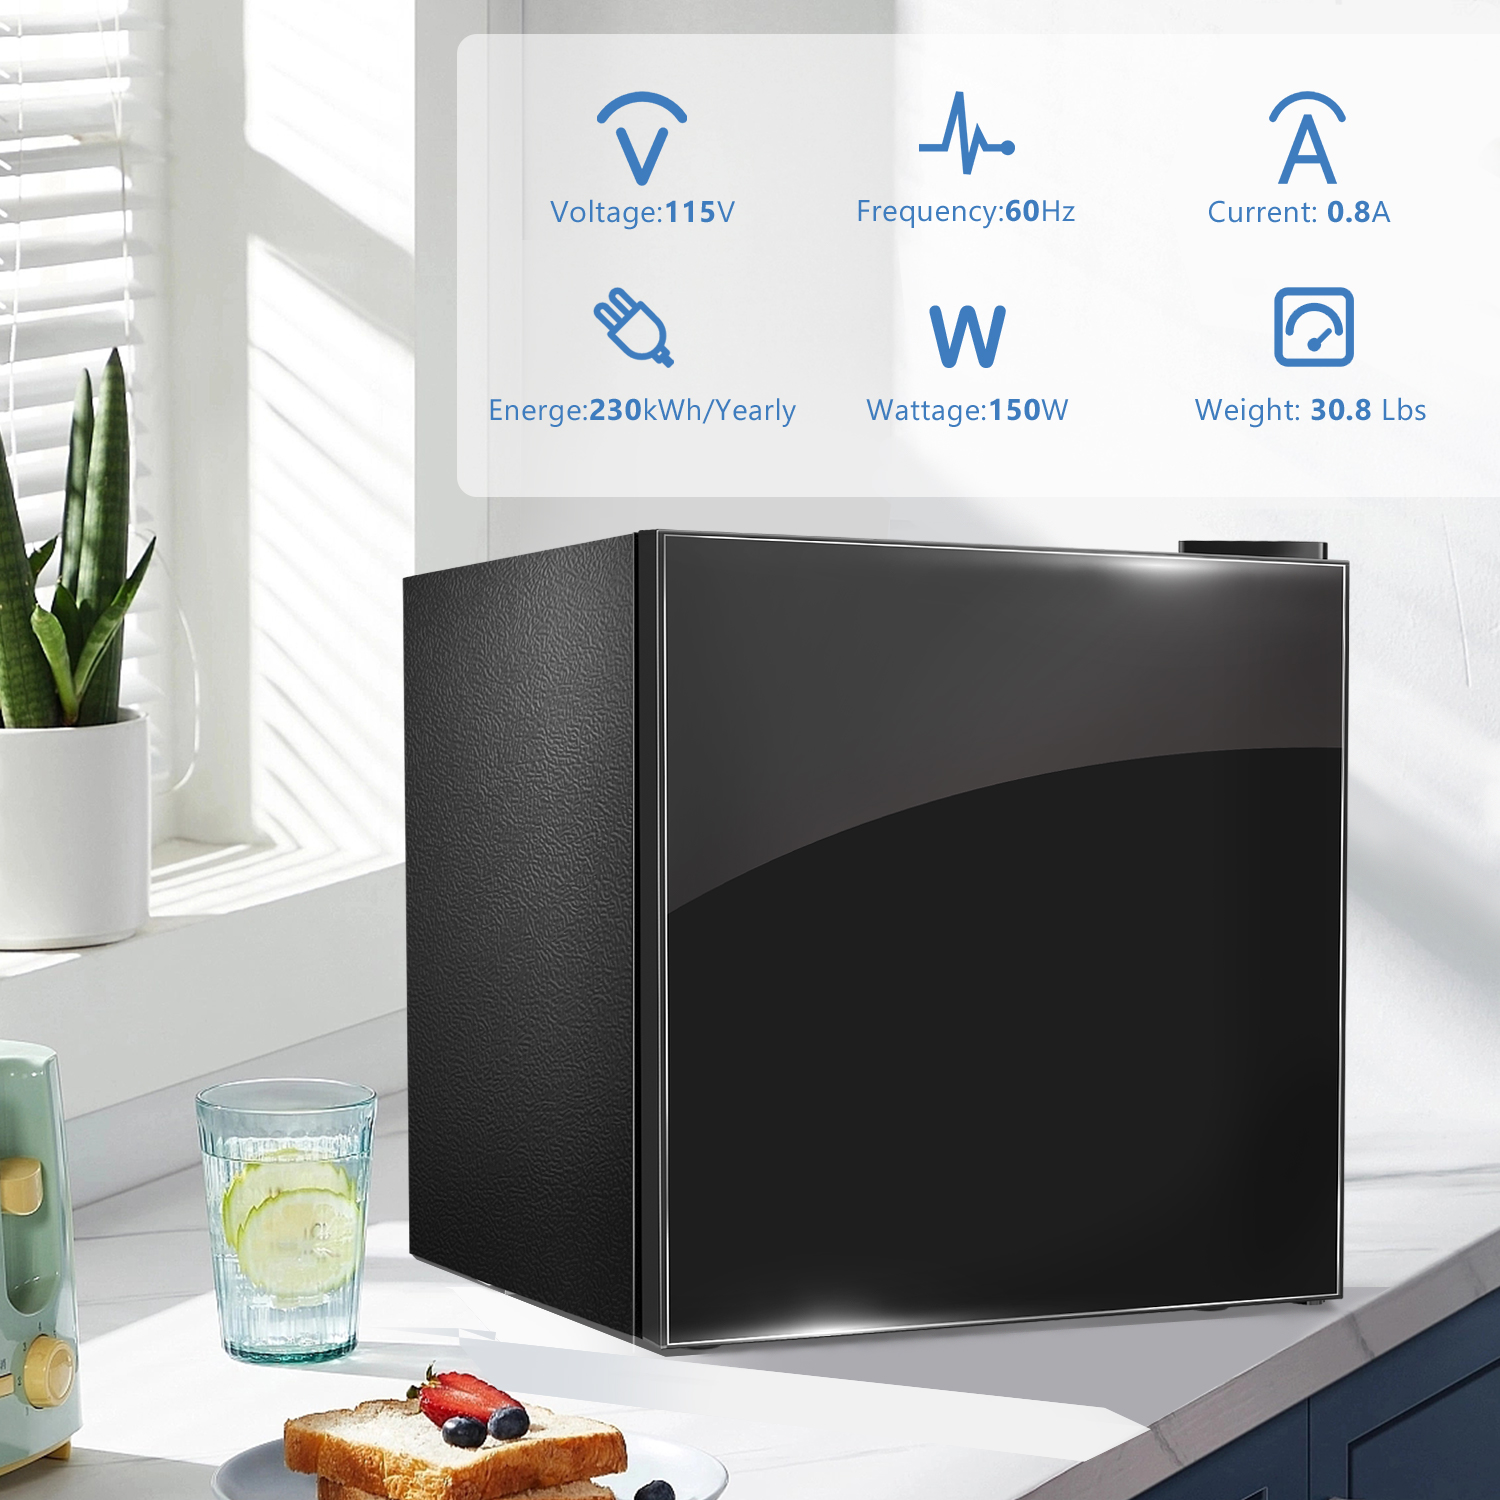 Voltage:115V
Frequency:60Hz
Current: 0.8A
Energe:230kWh/Yearly
Wattage:150W
Weight: 30.8 Lbs